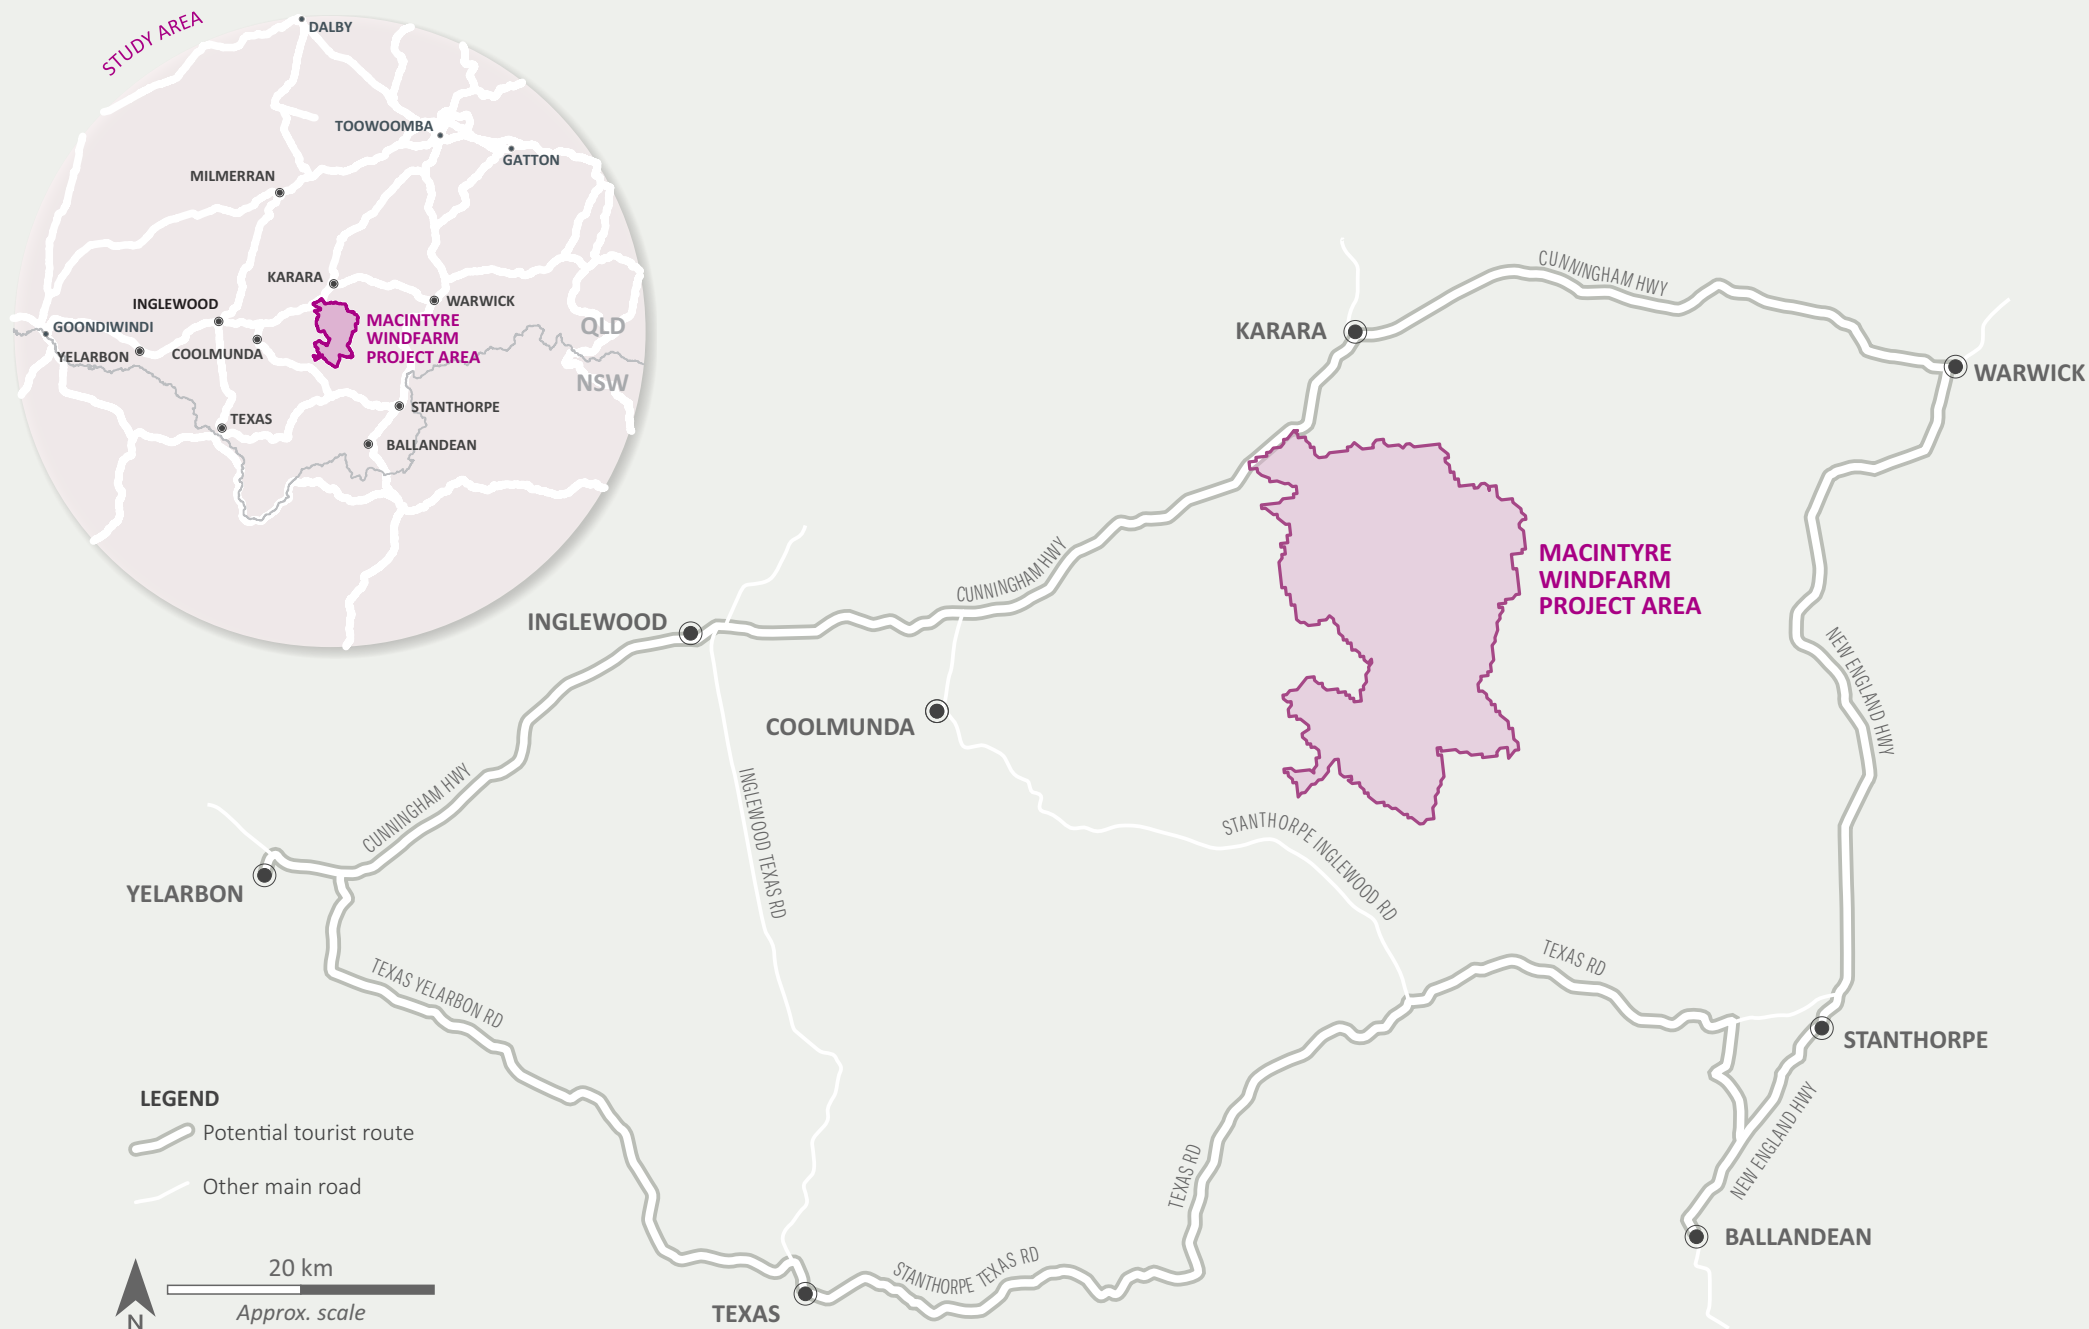 STUDY AREA
DALBY
TOOWOOMBA
GATTON
MILMERRAN
KARARA
INGLEWOOD
WARWICK
GOONDIWINDI
MACINTYRE
WINDFARM
PROJECT AREA
QLD
YELARBON
COOLMUNDA
NSW
STANTHORPE
TEXAS
BALLANDEAN
CUNNINGHAM HWY
KARARA
WARWICK
MACINTYRE
WINDFARM
PROJECT AREA
CUNNINGHAM HWY
INGLEWOOD
NEW ENGLAND HWY
COOLMUNDA
CUNNINGHAM HWY
INGLEWOOD TEXAS RD
STANTHORPE INGLEWOOD RD
YELARBON
TEXAS YELARBON RD
TEXAS RD
STANTHORPE
LEGEND
Potential tourist route
Other main road
TEXAS RD
NEW ENGLAND HWY
BALLANDEAN
20 km
Approx. scale
N
STANTHORPE TEXAS RD
TEXAS